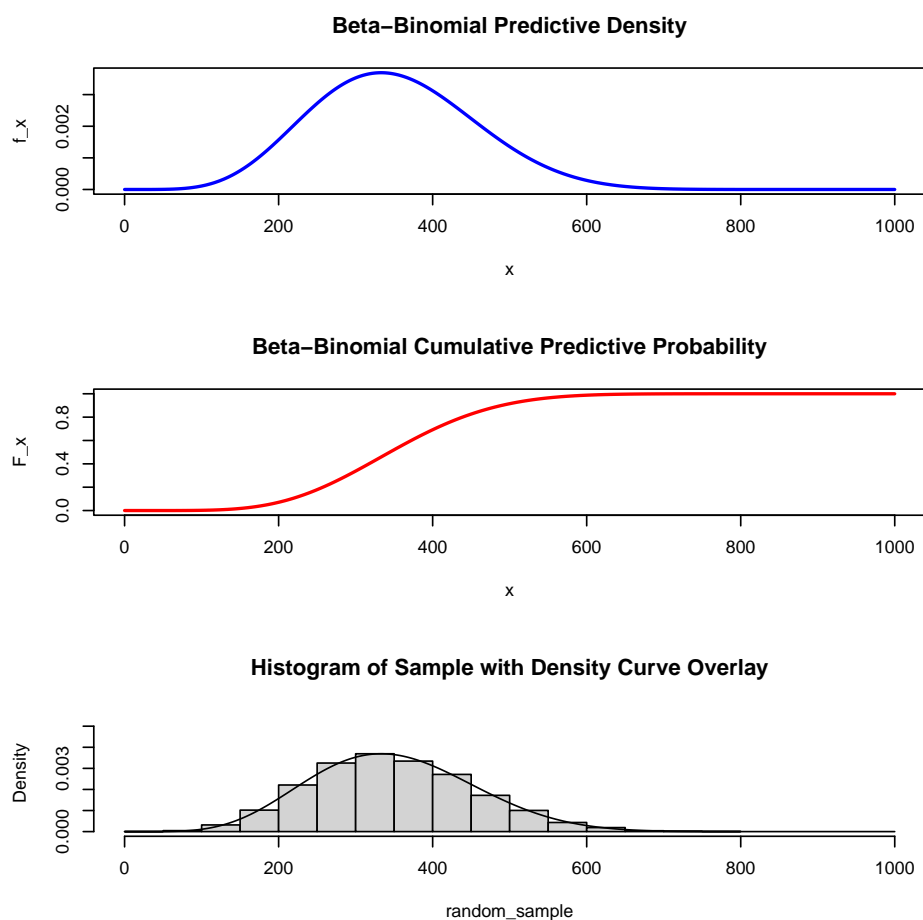 Beta−Binomial Predictive Density
f_x
0.002
0.000
0 200 400 600 800 1000
x
Beta−Binomial Cumulative Predictive Probability
F_x
0.8
0.4
0.0
0 200 400 600 800 1000
x
Histogram of Sample with Density Curve Overlay
Density
0.003
0.000
0 200 400 600 800 1000
random_sample